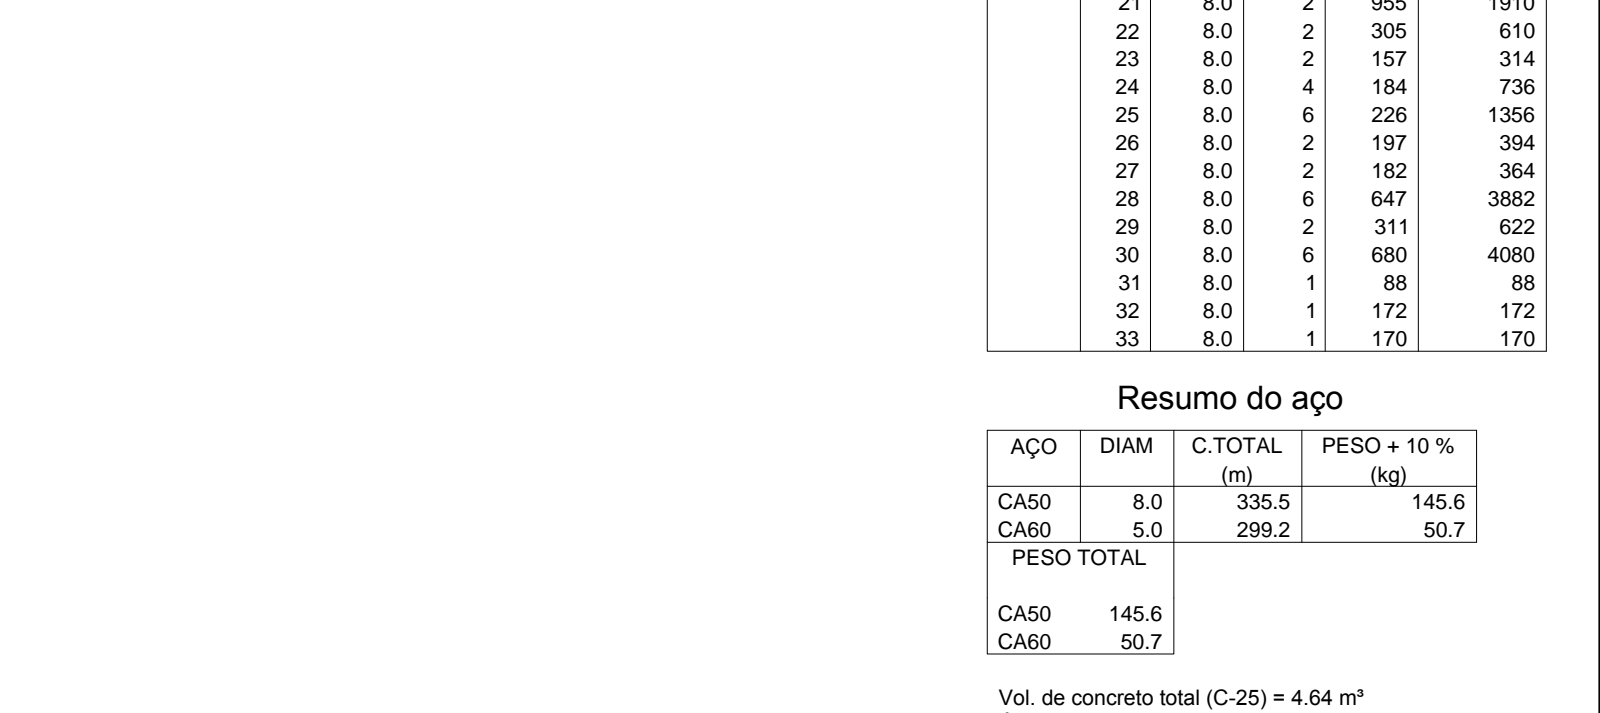 21 8.0 2 955 1910
22 8.0 2 305 610
23 8.0 2 157 314
24 8.0 4 184 736
25 8.0 6 226 1356
26 8.0 2 197 394
27 8.0 2 182 364
28 8.0 6 647 3882
29 8.0 2 311 622
30 8.0 6 680 4080
31 8.0 1 88 88
32 8.0 1 172 172
33 8.0 1 170 170
Resumo do aço
AÇO DIAM C.TOTAL PESO + 10 %
(m) (kg)
CA50 8.0 335.5 145.6
CA60 5.0 299.2 50.7
PESO TOTAL
CA50 145.6
CA60 50.7
Vol. de concreto total (C-25) = 4.64 m³